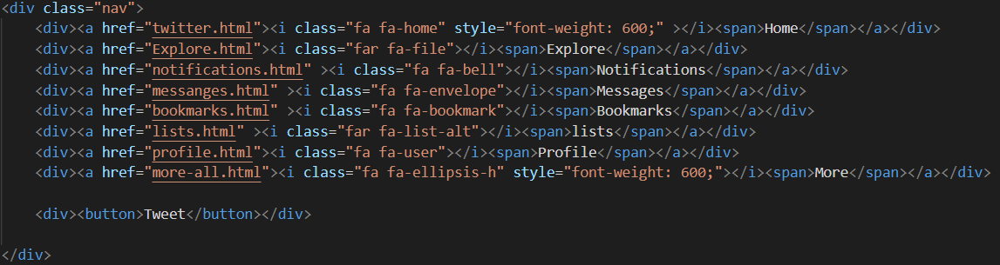 <div class="nav">
    <div><a href="twitter.html"><i class="fa fa-home" style="font-weight: 600;" ></i><span>Home</span></a></div>
    <div><a href="Explore.html"><i class="far fa-file"></i><span>Explore</span></a></div>
    <div><a href="notifications.html" ><i class="fa fa-bell"></i><span>Notifications</span></a></div>
    <div><a href="messanges.html" ><i class="fa fa-envelope"></i><span>Messages</span></a></div>
    <div><a href="bookmarks.html" ><i class="fa fa-bookmark"></i><span>Bookmarks</span></a></div>
    <div><a href="lists.html" ><i class="far fa-list-alt"></i><span>lists</span></a></div>
    <div><a href="profile.html"><i class="fa fa-user"></i><span>Profile</span></a></div>
    <div><a href="more-all.html"><i class="fa fa-ellipsis-h" style="font-weight: 600;"></i><span>More</span></a></div>
    <div><button>Tweet</button></div>
</div>